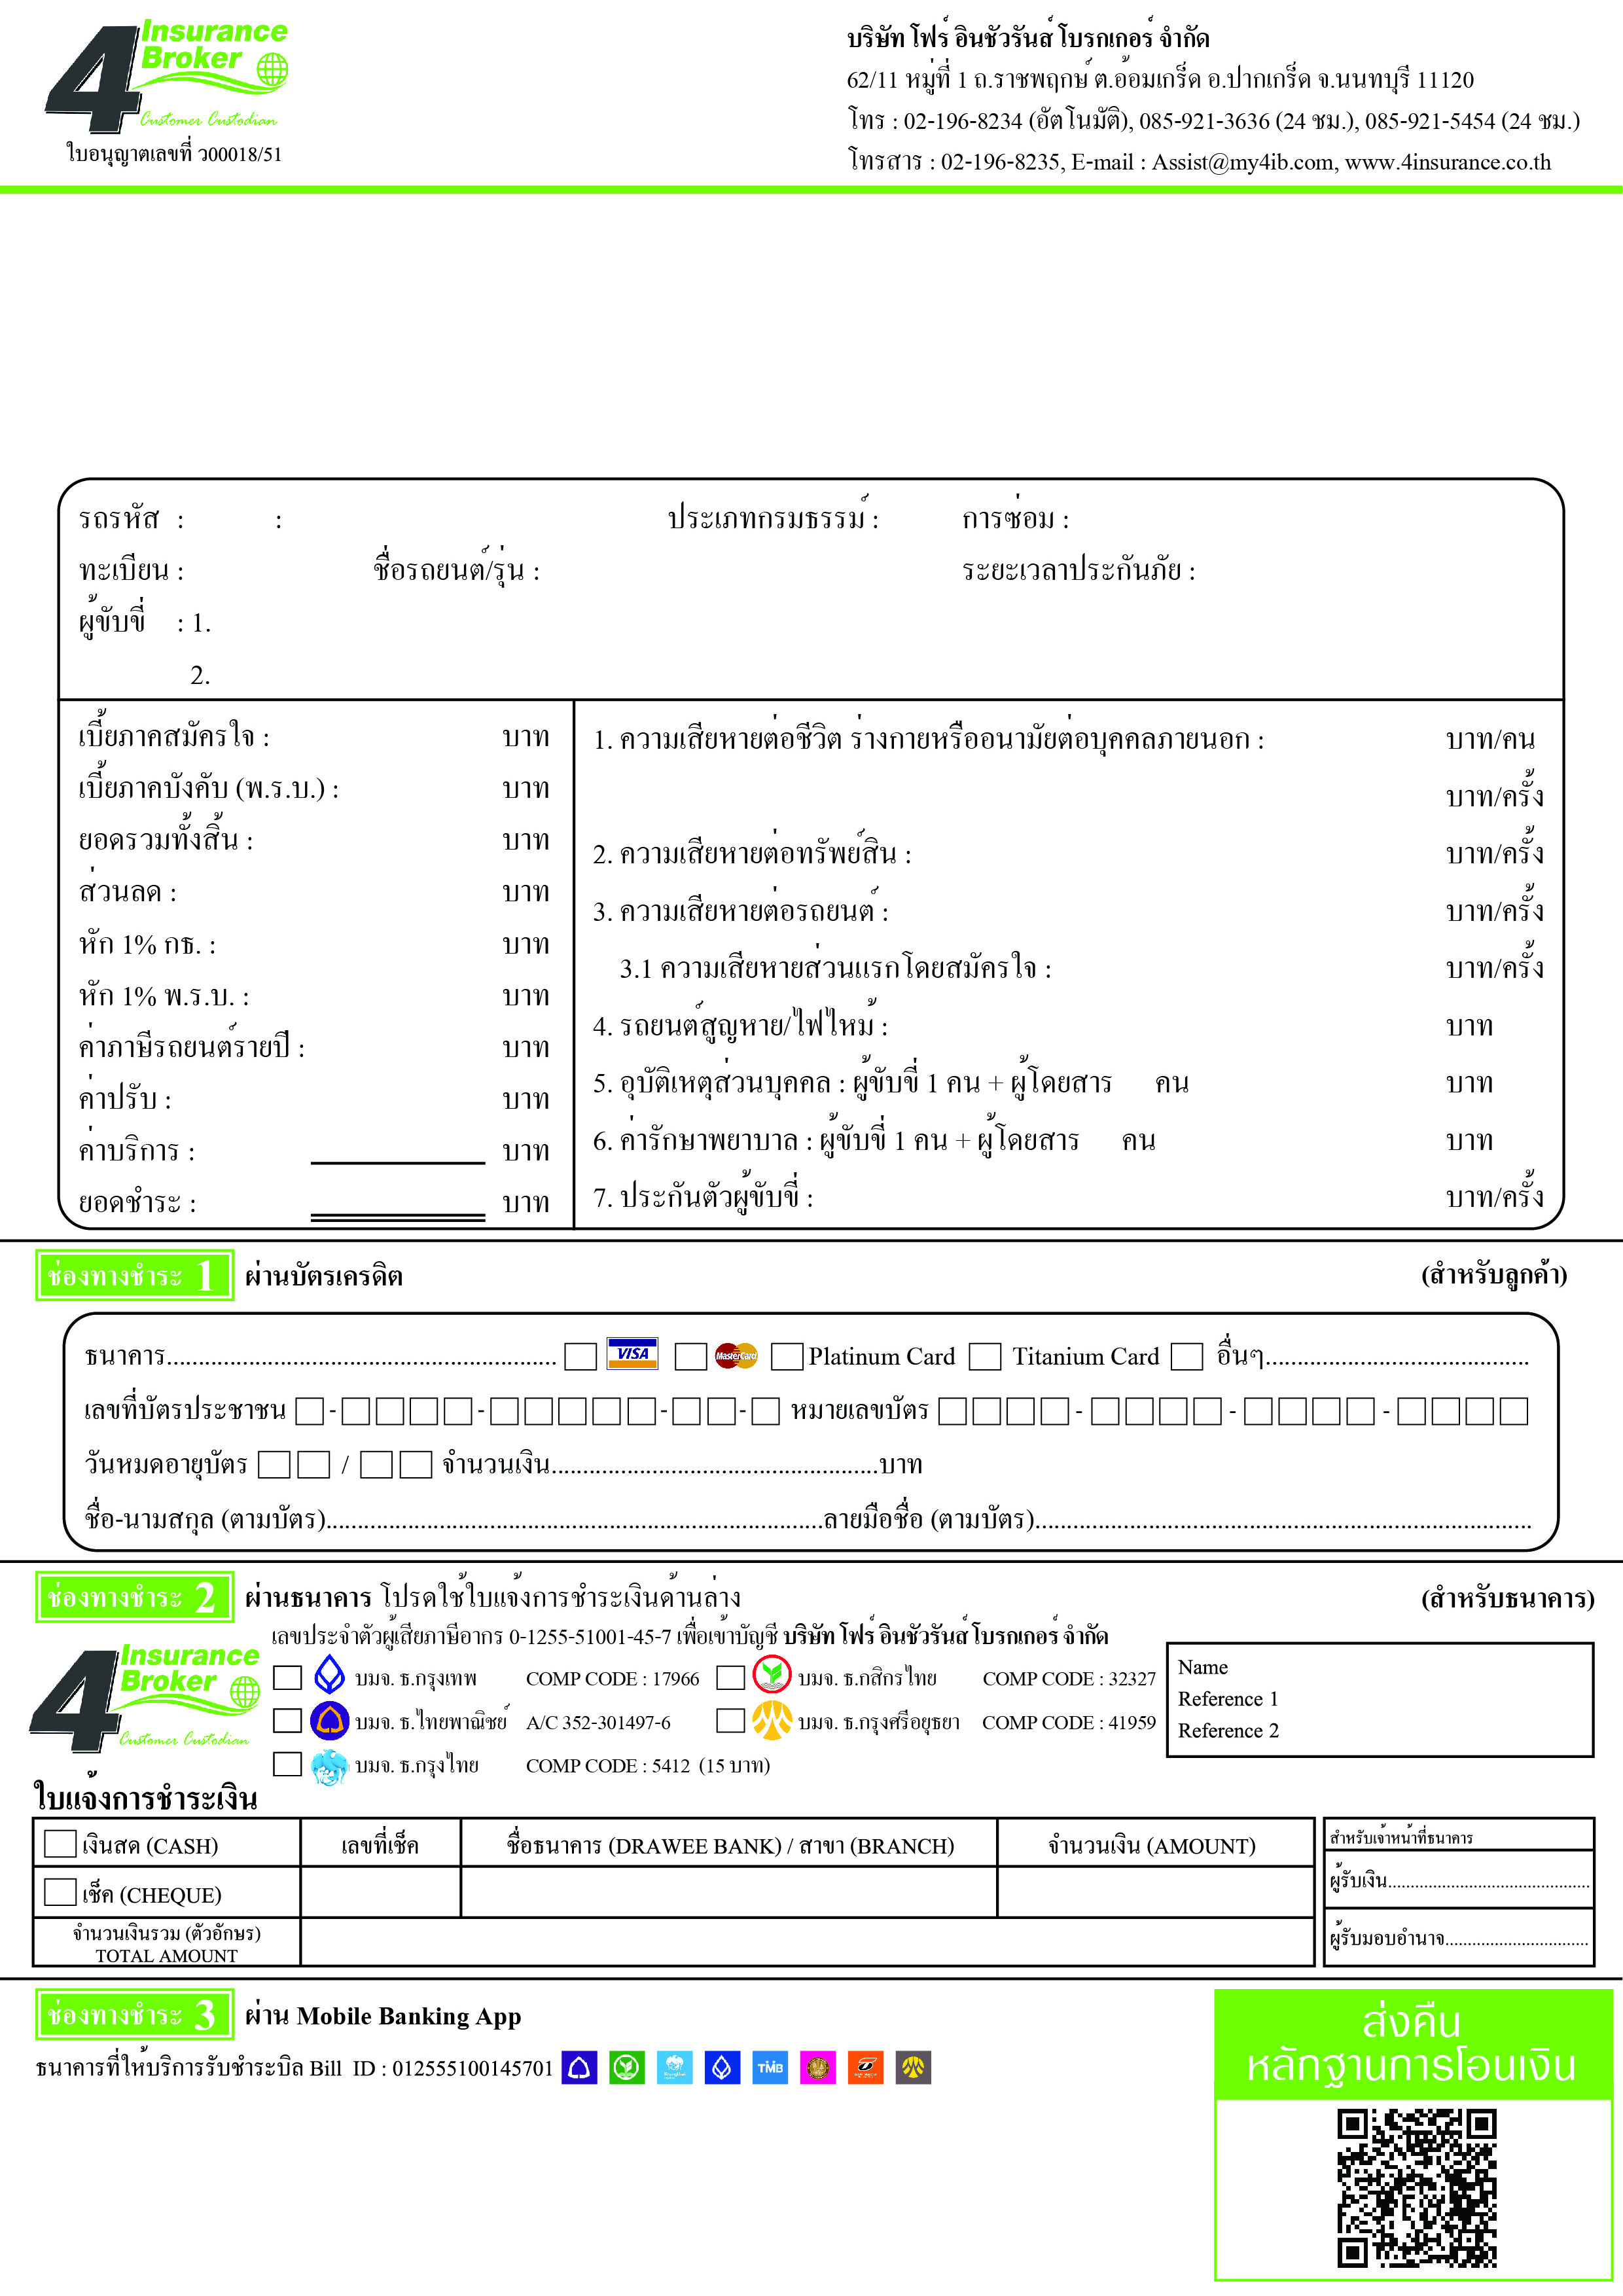 4 Insurance
Broker
Customer Custodian
ใบอนุญาตเลขที่ ว00018/51
บริษัท โฟร์ อินชัวรันส์ โบรกเกอร์ จำกัด
62/11 หมู่ที่ 1 ถ.ราชพฤกษ์ ต.อ้อมเกร็ด อ.ปากเกร็ด จ.นนทบุรี 11120
โทร : 02-196-8234 (อัตโนมัติ), 085-921-3636 (24 ชม.), 085-921-5454 (24 ชม.)
โทรสาร : 02-196-8235, E-mail : Assist@my4ib.com, www.4insurance.co.th
รถรหัส : : ประเภทกรมธรรม์ : การซ่อม :
ทะเบียน : ชื่อรถยนต์/รุ่น : ระยะเวลาประกันภัย :
ผู้ขับขี่ : 1.
2.
เบี้ยภาคสมัครใจ : บาท
เบี้ยภาคบังคับ (พ.ร.บ.) : บาท
ยอดรวมทั้งสิ้น : บาท
ส่วนลด : บาท
หัก 1% กธ. : บาท
หัก 1% พ.ร.บ. : บาท
ค่าภาษีรถยนต์รายปี : บาท
ค่าปรับ : บาท
ค่าบริการ : บาท
ยอดชำระ : บาท
1. ความเสียหายต่อชีวิต ร่างกายหรืออนามัยต่อบุคคลภายนอก : บาท/คน
บาท/ครั้ง
2. ความเสียหายต่อทรัพย์สิน : บาท/ครั้ง
3. ความเสียหายต่อรถยนต์ : บาท/ครั้ง
3.1 ความเสียหายส่วนแรกโดยสมัครใจ : บาท/ครั้ง
4. รถยนต์สูญหาย/ไฟไหม้ : บาท
5. อุบัติเหตุส่วนบุคคล : ผู้ขับขี่ 1 คน + ผู้โดยสาร คน บาท
6. ค่ารักษาพยาบาล : ผู้ขับขี่ 1 คน + ผู้โดยสาร คน บาท
7. ประกันตัวผู้ขับขี่ : บาท/ครั้ง
ช่องทางชำระ 1 ผ่านบัตรเครดิต (สำหรับลูกค้า)
ธนาคาร.............................................................. VISA MasterCard Platinum Card Titanium Card อื่นๆ..........................................
เลขที่บัตรประชาชน - - - - หมายเลขบัตร - - -
วันหมดอายุบัตร / จำนวนเงิน....................................................บาท
ชื่อ-นามสกุล (ตามบัตร)...............................................................................ลายมือชื่อ (ตามบัตร)...............................................................................
ช่องทางชำระ 2 ผ่านธนาคาร โปรดใช้ใบแจ้งการชำระเงินด้านล่าง (สำหรับธนาคาร)
เลขประจำตัวผู้เสียภาษีอากร 0-1255-51001-45-7 เพื่อเข้าบัญชี บริษัท โฟร์ อินชัวรันส์ โบรกเกอร์ จำกัด
4 Insurance
Broker
Customer Custodian
บมจ. ธ.กรุงเทพ COMP CODE : 17966 บมจ. ธ.กสิกรไทย COMP CODE : 32327
บมจ. ธ.ไทยพาณิชย์ A/C 352-301497-6 บมจ. ธ.กรุงศรีอยุธยา COMP CODE : 41959
บมจ. ธ.กรุงไทย COMP CODE : 5412 (15 บาท)
Name
Reference 1
Reference 2
ใบแจ้งการชำระเงิน
เงินสด (CASH) เลขที่เช็ค ชื่อธนาคาร (DRAWEE BANK) / สาขา (BRANCH) จำนวนเงิน (AMOUNT)
เช็ค (CHEQUE)
จำนวนเงินรวม (ตัวอักษร)
TOTAL AMOUNT
สำหรับเจ้าหน้าที่ธนาคาร
ผู้รับเงิน.............................................
ผู้รับมอบอำนาจ................................
ช่องทางชำระ 3 ผ่าน Mobile Banking App
ธนาคารที่ให้บริการรับชำระบิล Bill ID : 012555100145701 TMB
ส่งคืน
หลักฐานการโอนเงิน